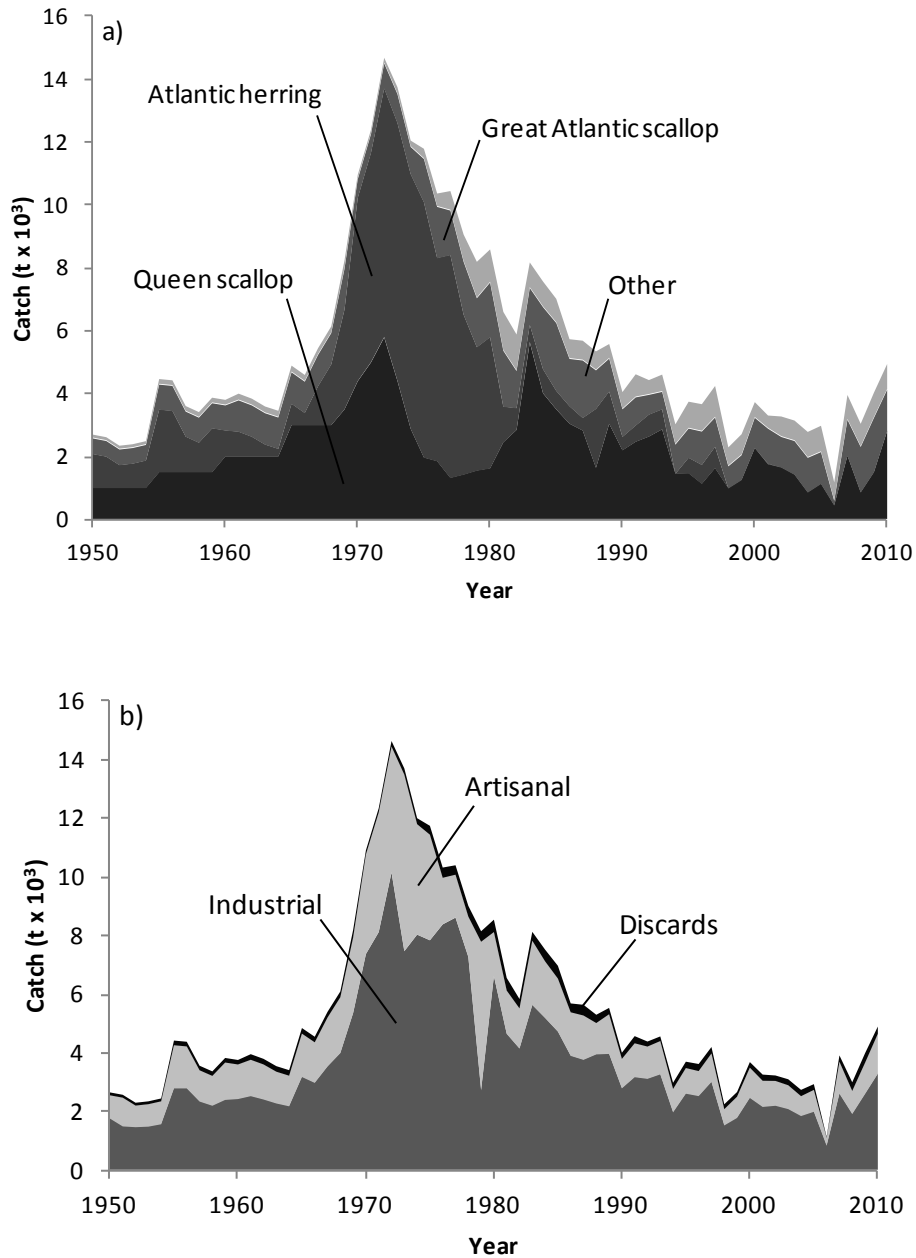 16
a)
14
Atlantic herring
12
Great Atlantic scallop
10
Catch (t x 10³)
8
Queen scallop
Other
6
4
2
0
1950 1960 1970 1980 1990 2000 2010
Year
16
b)
14
Artisanal
12
10
Catch (t x 10³)
Industrial
Discards
8
6
4
2
0
1950 1960 1970 1980 1990 2000 2010
Year